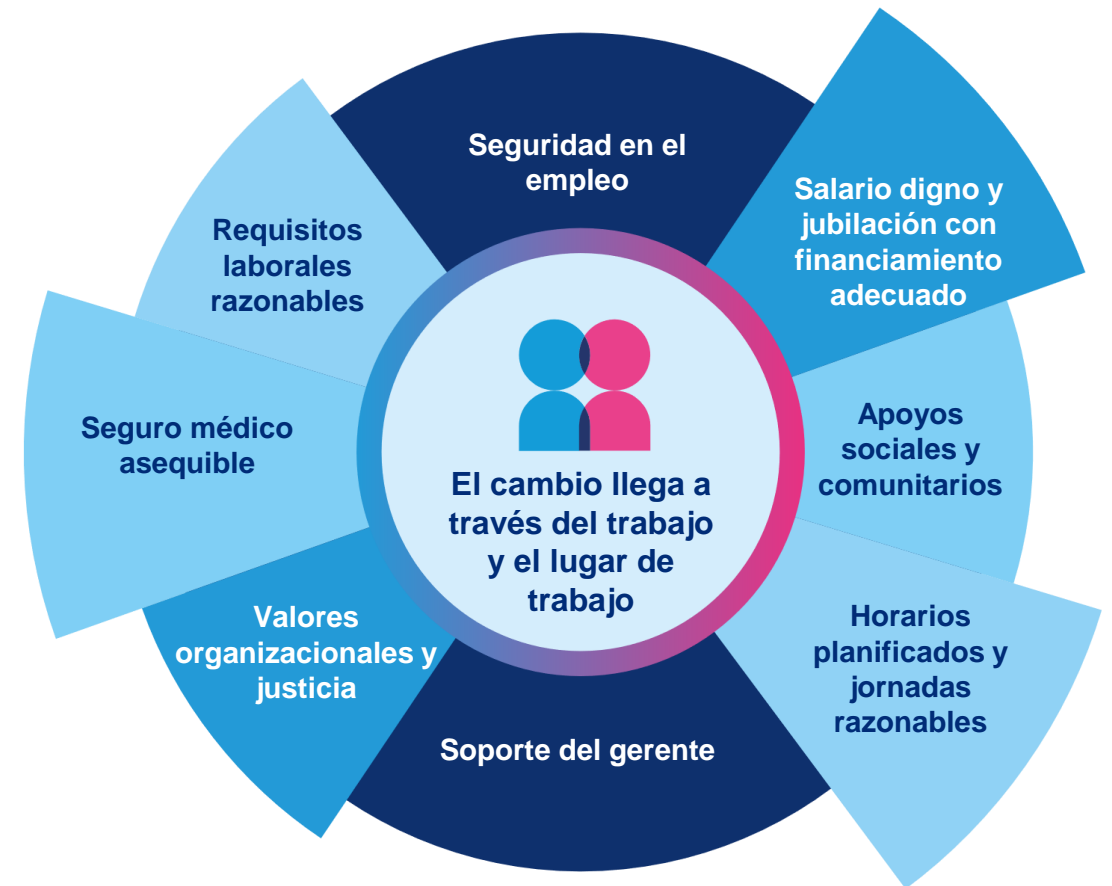 Seguridad en el
empleo
Salario digno y
jubilación con
financiamiento
adecuado
Apoyos
sociales y
comunitarios
Horarios
planificados y
jornadas
razonables
Soporte del gerente
Valores
organizacionales y
justicia
Seguro médico
asequible
Requisitos
laborales
razonables
El cambio llega a
través del trabajo
y el lugar de
trabajo